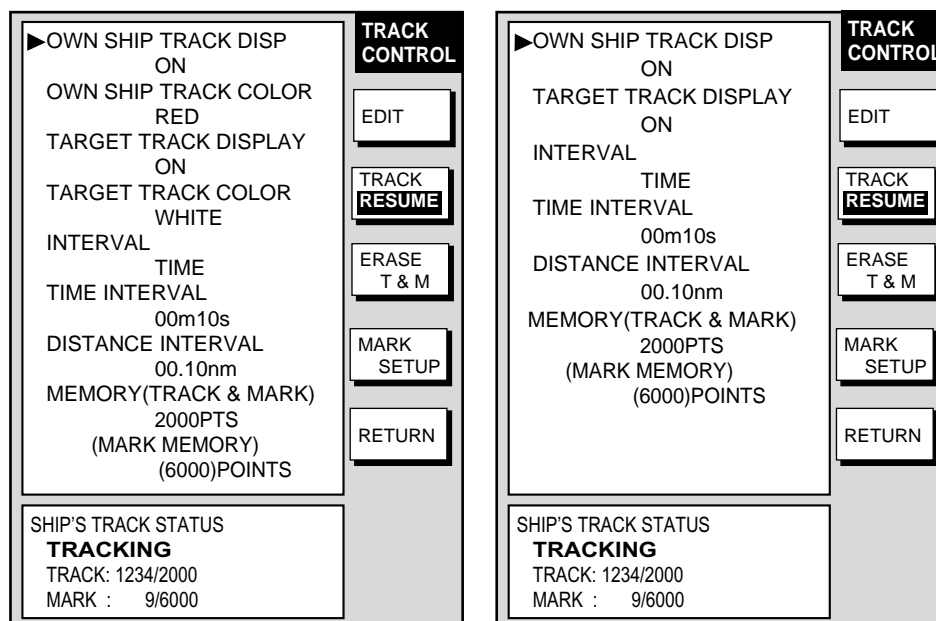 ▶OWN SHIP TRACK DISP
ON
OWN SHIP TRACK COLOR
RED
TARGET TRACK DISPLAY
ON
TARGET TRACK COLOR
WHITE
INTERVAL
TIME
TIME INTERVAL
00m10s
DISTANCE INTERVAL
00.10nm
MEMORY(TRACK & MARK)
2000PTS
(MARK MEMORY)
(6000)POINTS
TRACK
CONTROL
EDIT
TRACK
RESUME
ERASE
T & M
MARK
SETUP
RETURN
SHIP'S TRACK STATUS
TRACKING
TRACK: 1234/2000
MARK : 9/6000
▶OWN SHIP TRACK DISP
ON
TARGET TRACK DISPLAY
ON
INTERVAL
TIME
TIME INTERVAL
00m10s
DISTANCE INTERVAL
00.10nm
MEMORY(TRACK & MARK)
2000PTS
(MARK MEMORY)
(6000)POINTS
TRACK
CONTROL
EDIT
TRACK
RESUME
ERASE
T & M
MARK
SETUP
RETURN
SHIP'S TRACK STATUS
TRACKING
TRACK: 1234/2000
MARK : 9/6000